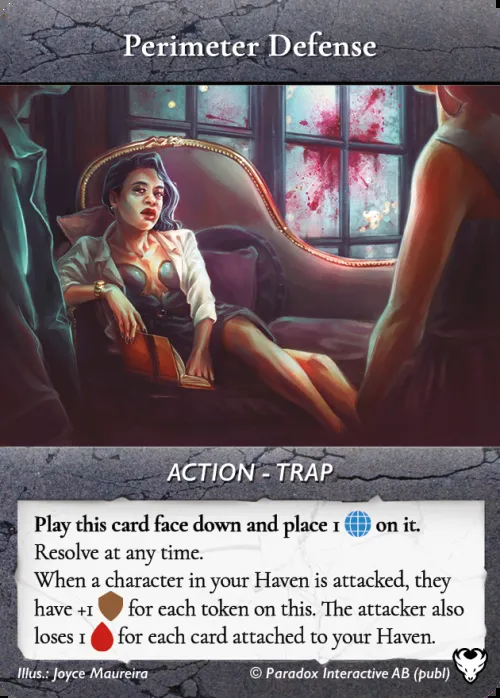 Perimeter Defense
ACTION - TRAP
Play this card face down and place 1 on it.
Resolve at any time.
When a character in your Haven is attacked, they
have +1 for each token on this. The attacker also
loses 1 for each card attached to your Haven.
Illus.: Joyce Maureira
© Paradox Interactive AB (publ)